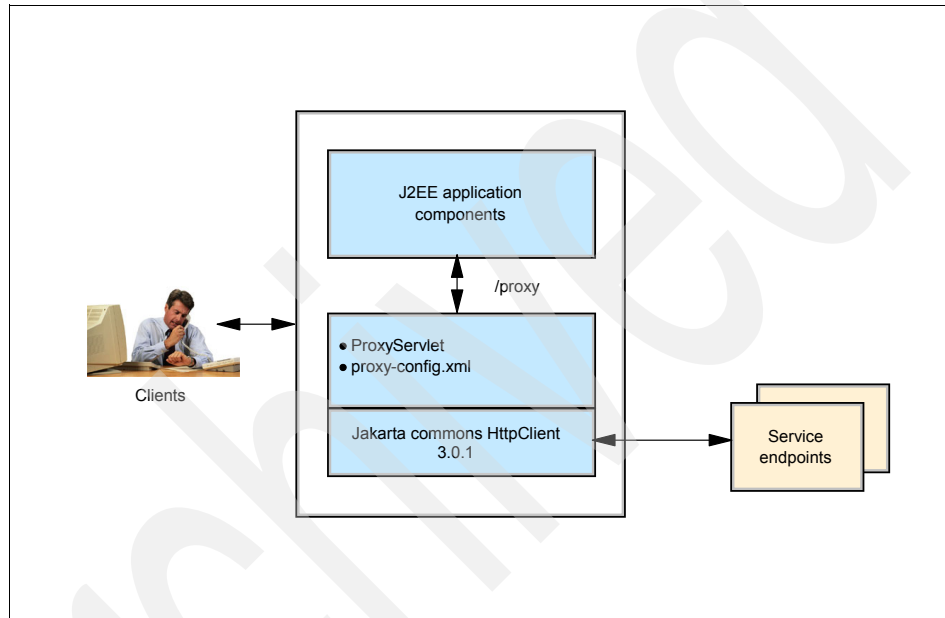 J2EE application
components
/proxy
• ProxyServlet
• proxy-config.xml
Clients
Jakarta commons HttpClient
3.0.1
Service
endpoints